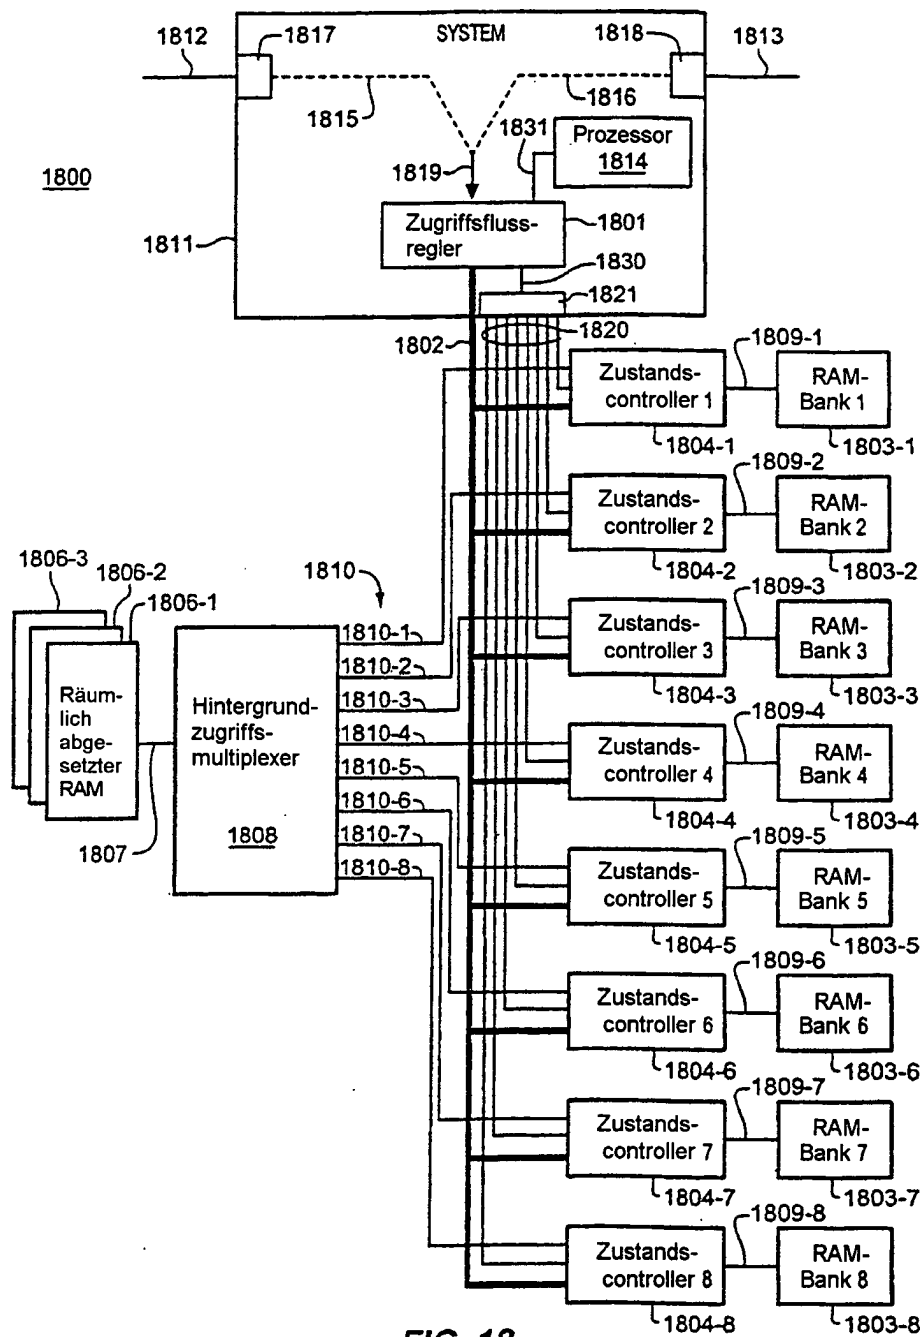 1812
1817
SYSTEM
1818
1813
1815
1816
1831
Prozessor
1814
1800
1819
1811
Zugriffsfluss-
regler
1801
1830
1821
1820
1802
1809-1
Zustands-
controller 1
RAM-
Bank 1
1804-1
1803-1
1809-2
Zustands-
controller 2
RAM-
Bank 2
1804-2
1803-2
1806-3
1806-2
1806-1
1810
1809-3
1810-1
1810-2
1810-3
1810-4
1810-5
1810-6
1810-7
1810-8
Zustands-
controller 3
RAM-
Bank 3
1804-3
1803-3
Räum-
lich
abge-
setzter
RAM
Hintergrund-
zugriffs-
multiplexer
1808
1807
1809-4
Zustands-
controller 4
RAM-
Bank 4
1804-4
1803-4
1809-5
Zustands-
controller 5
RAM-
Bank 5
1804-5
1803-5
1809-6
Zustands-
controller 6
RAM-
Bank 6
1804-6
1803-6
1809-7
Zustands-
controller 7
RAM-
Bank 7
1804-7
1803-7
1809-8
Zustands-
controller 8
RAM-
Bank 8
1804-8
1803-8
FIG. 18